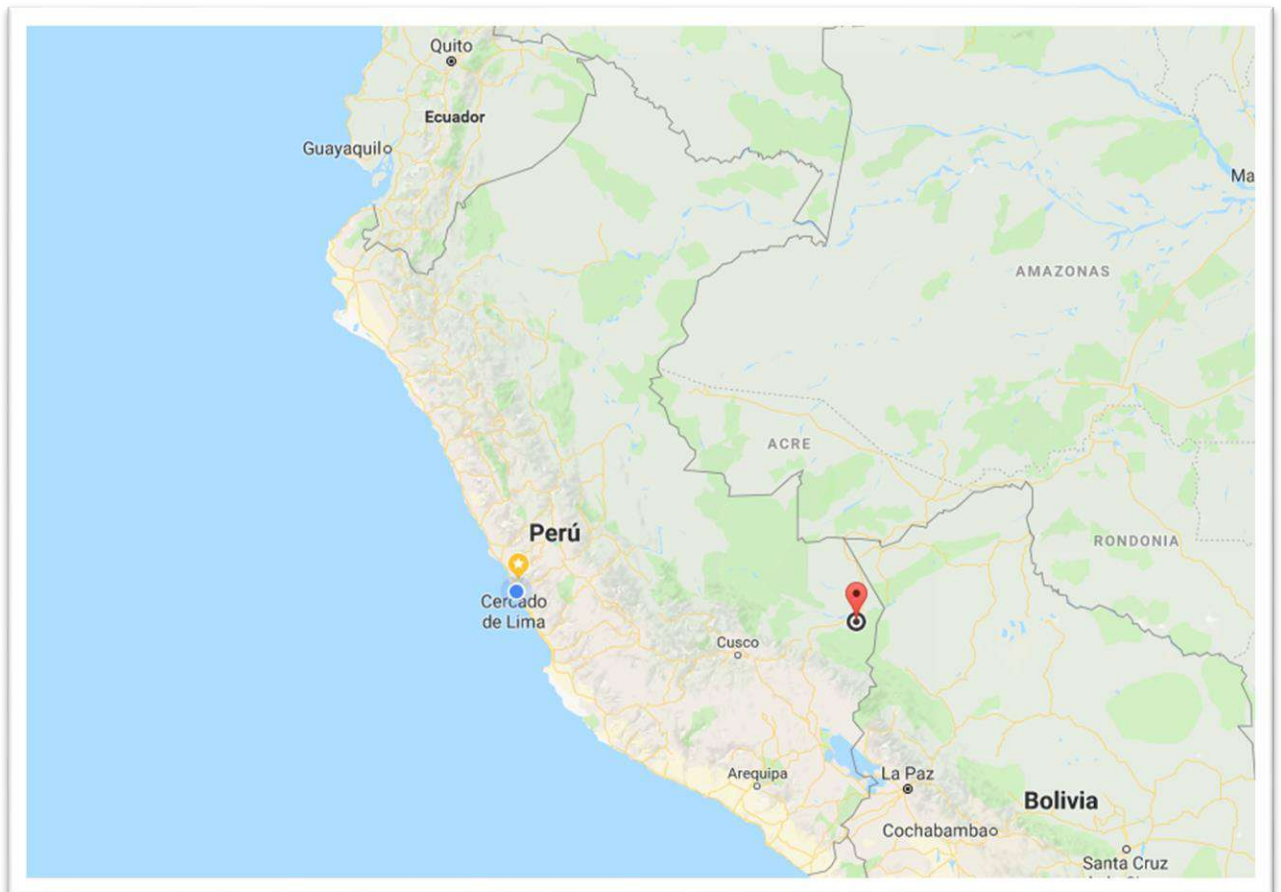 Quito
Ecuador
Guayaquil
Ma
AMAZONAS
ACRE
Perú
RONDONIA
Cercado
de Lima
Cusco
Arequipa
La Paz
Bolivia
Cochabamba
Santa Cruz